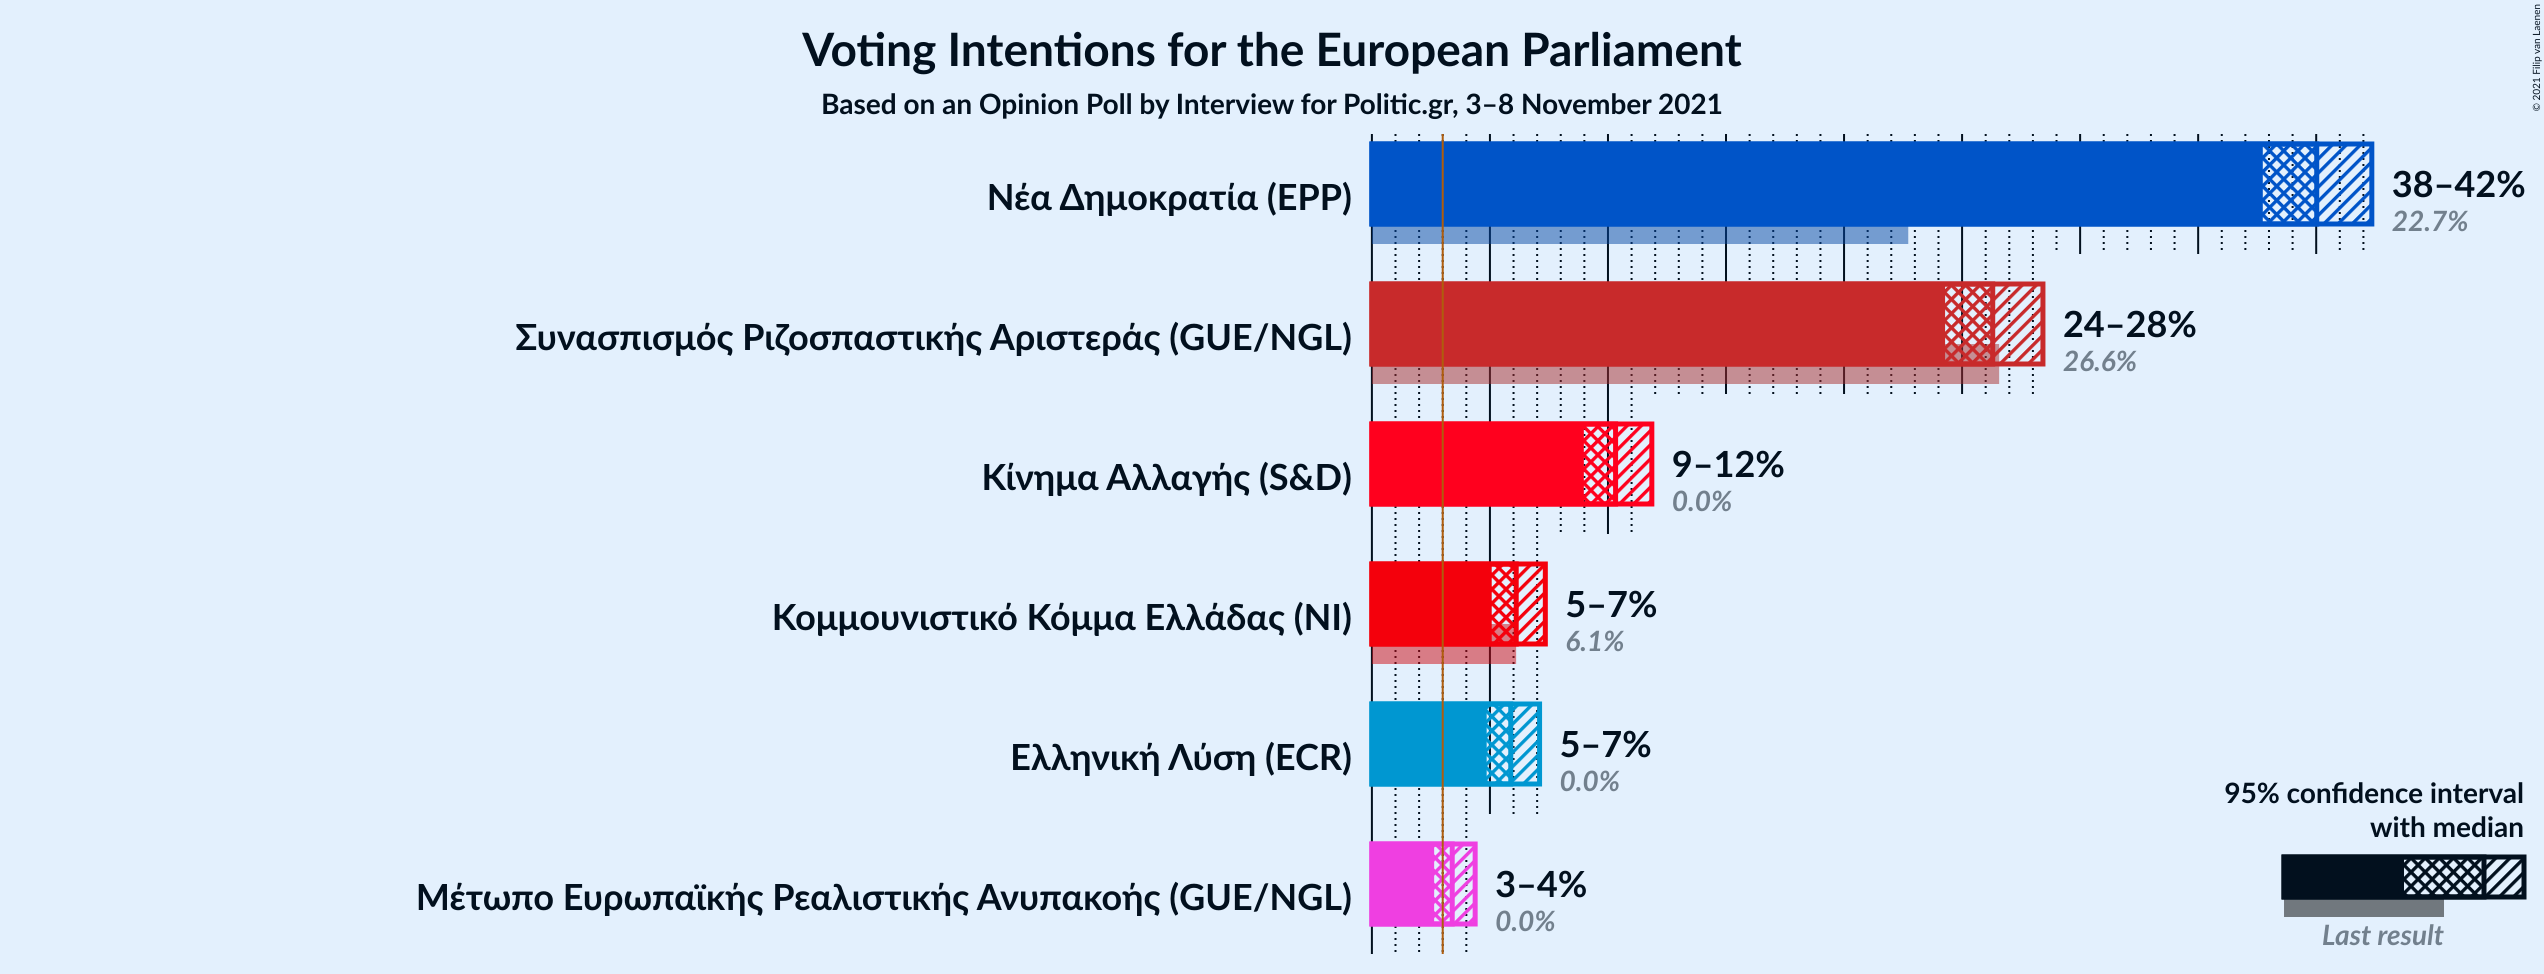 Voting Intentions for the European Parliament
Based on an Opinion Poll by Interview for Politic.gr, 3–8 November 2021
© 2021 Filip van Laenen
Νέα Δημοκρατία (EPP)
38–42%
22.7%
Συνασπισμός Ριζοσπαστικής Αριστεράς (GUE/NGL)
24–28%
26.6%
Κίνημα Αλλαγής (S&D)
9–12%
0.0%
Κομμουνιστικό Κόμμα Ελλάδας (NI)
5–7%
6.1%
Ελληνική Λύση (ECR)
5–7%
0.0%
Μέτωπο Ευρωπαϊκής Ρεαλιστικής Ανυπακοής (GUE/NGL)
3–4%
0.0%
95% confidence interval
with median
Last result